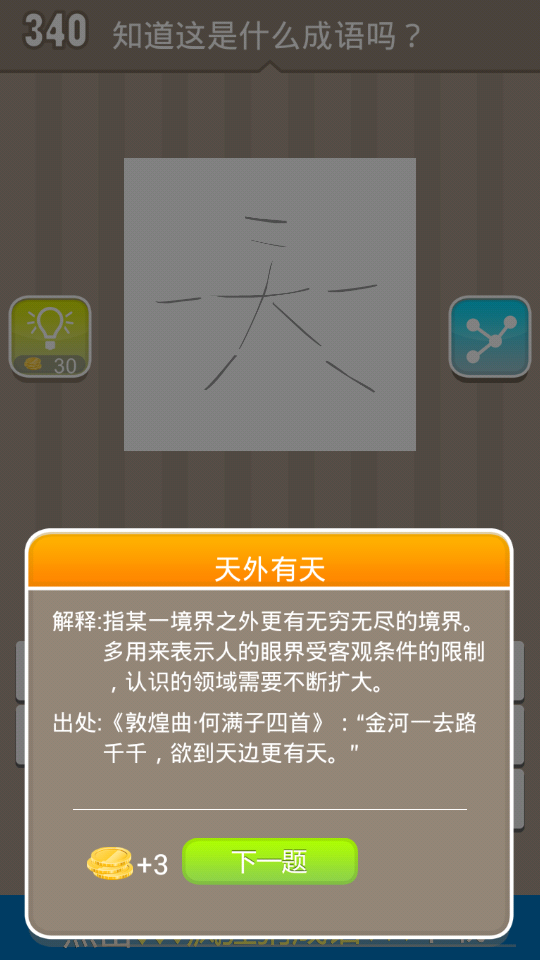 340 知道这是什么成语吗？
天
30
天外有天
解释:指某一境界之外更有无穷无尽的境界。
多用来表示人的眼界受客观条件的限制
，认识的领域需要不断扩大。
出处:《敦煌曲·何满子四首》：“金河一去路
千千，欲到天边更有天。”
+3 下一题